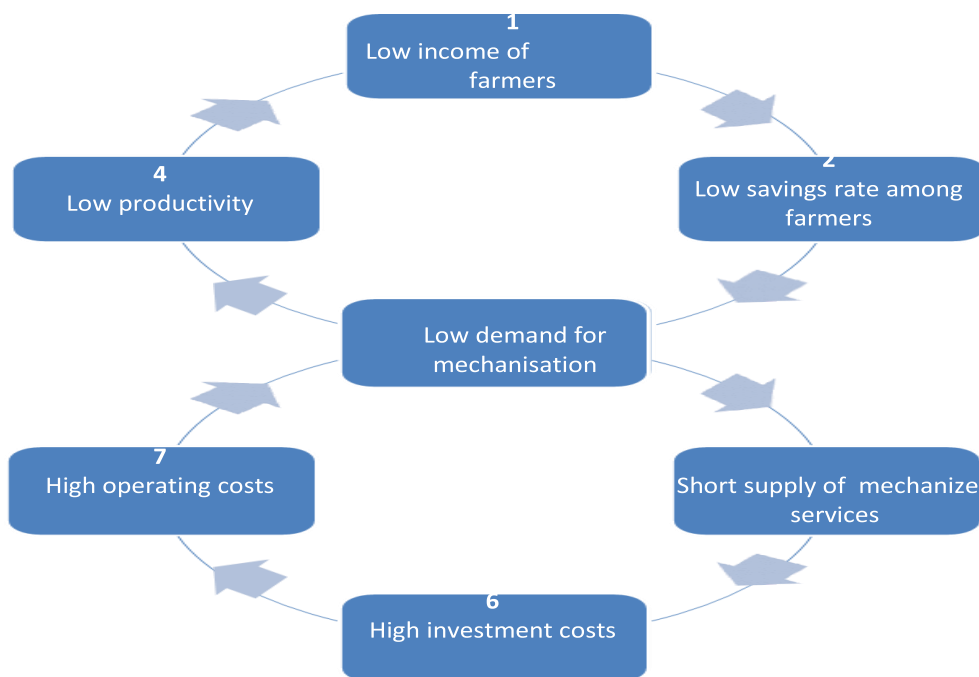 1
Low income of
farmers
2
Low savings rate among
farmers
4
Low productivity
Low demand for
mechanisation
7
High operating costs
Short supply of mechanize
services
6
High investment costs